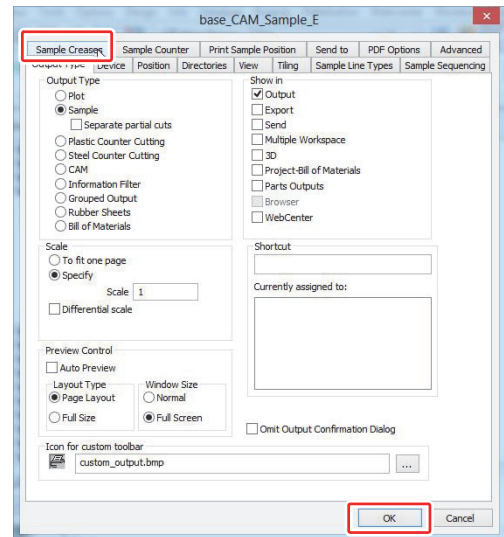 base_CAM_Sample_E
Sample Creases Sample Counter Print Sample Position Send to PDF Options Advanced
Output Type Device Position Directories View Tiling Sample Line Types Sample Sequencing
Output Type
Plot
Sample
Separate partial cuts
Plastic Counter Cutting
Steel Counter Cutting
CAM
Information Filter
Grouped Output
Rubber Sheets
Bill of Materials
Show in
Output
Export
Send
Multiple Workspace
3D
Project-Bill of Materials
Parts Outputs
Browser
WebCenter
Scale
To fit one page
Specify
Scale 1
Differential scale
Shortcut
Currently assigned to:
Preview Control
Auto Preview
Layout Type
Page Layout
Full Size
Window Size
Normal
Full Screen
Omit Output Confirmation Dialog
Icon for custom toolbar
custom_output.bmp
...
OK Cancel